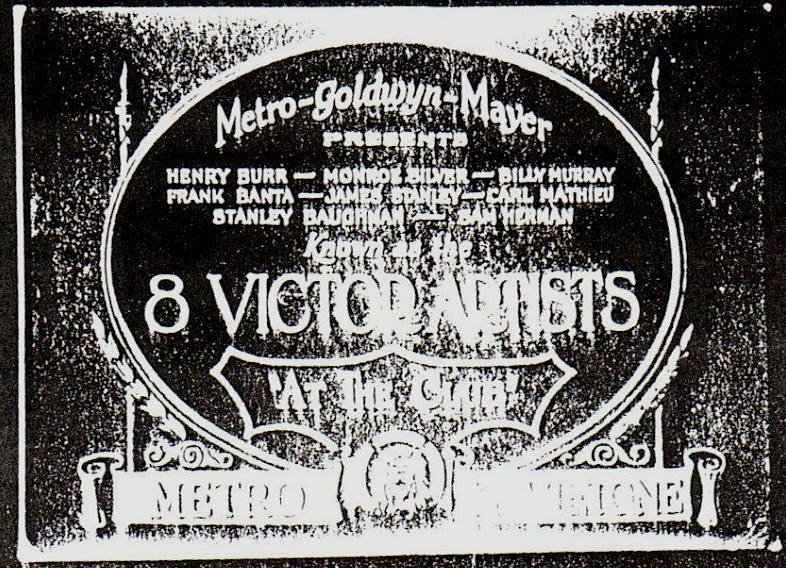 Metro-Goldwyn-Mayer
PRESENTS
HENRY BURR — MONROE SILVER — BILLY MURRAY
FRANK BANTA — JAMES STANLEY — CARL MATHIEU
STANLEY BAUGHMAN — SAM HERMAN
Known as the
8 VICTOR ARTISTS
"AT THE CLUB"
METRO MOVIETONE